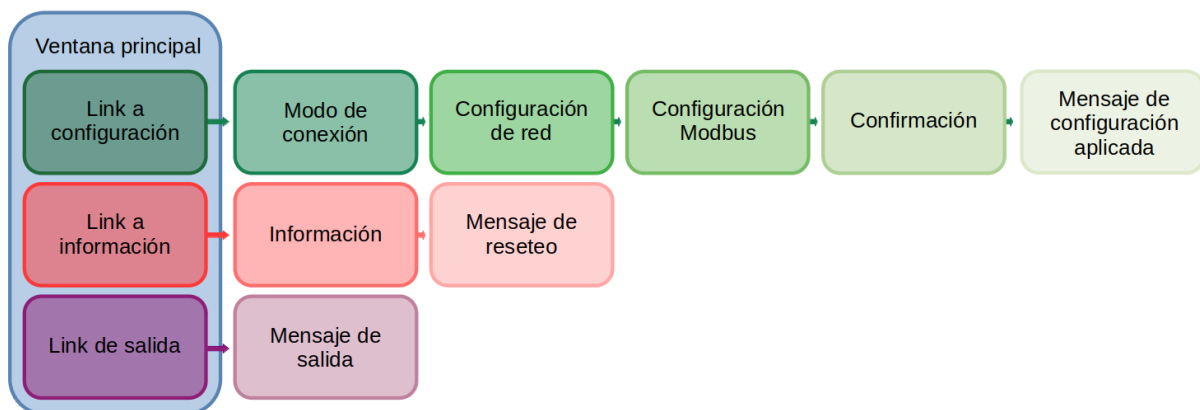 Ventana principal
Link a
configuración
Modo de
conexión
Configuración
de red
Configuración
Modbus
Confirmación
Mensaje de
configuración
aplicada
Link a
información
Información
Mensaje de
reseteo
Link de salida
Mensaje de
salida